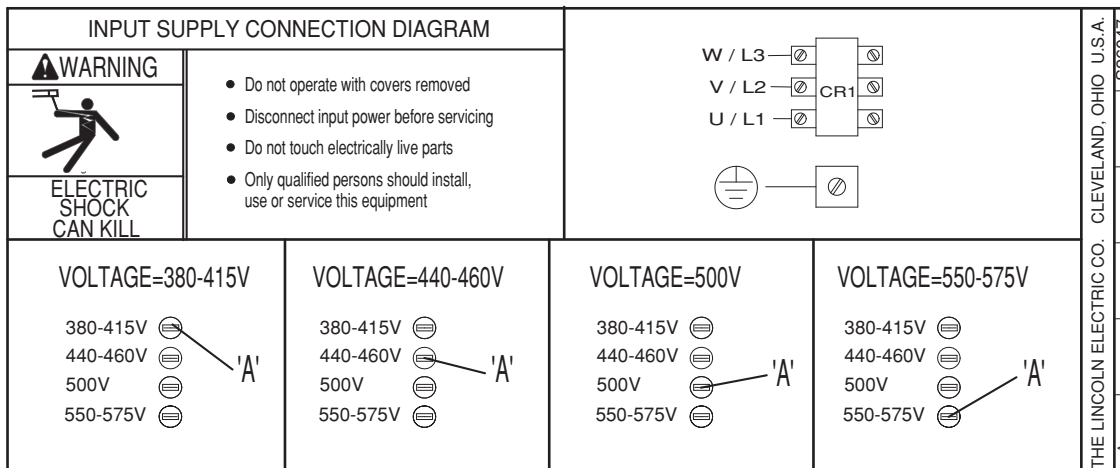 INPUT SUPPLY CONNECTION DIAGRAM
WARNING
ELECTRIC
SHOCK
CAN KILL
● Do not operate with covers removed
● Disconnect input power before servicing
● Do not touch electrically live parts
● Only qualified persons should install,
use or service this equipment
W / L3
V / L2
U / L1
CR1
VOLTAGE=380-415V
380-415V
440-460V
500V
550-575V
'A'
VOLTAGE=440-460V
380-415V
440-460V
500V
550-575V
'A'
VOLTAGE=500V
380-415V
440-460V
500V
550-575V
'A'
VOLTAGE=550-575V
380-415V
440-460V
500V
550-575V
'A'
THE LINCOLN ELECTRIC CO. CLEVELAND, OHIO U.S.A.